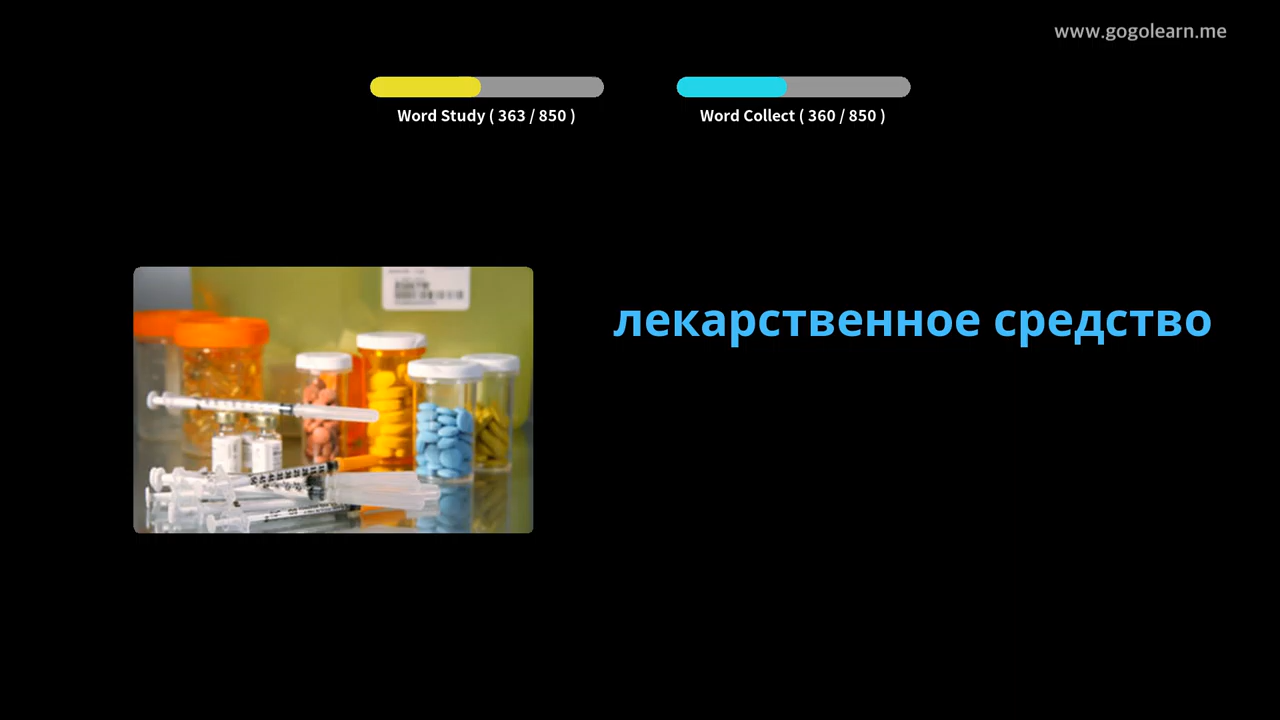 www.gogolearn.me
Word Study ( 363 / 850 )
Word Collect ( 360 / 850 )
лекарственное средство